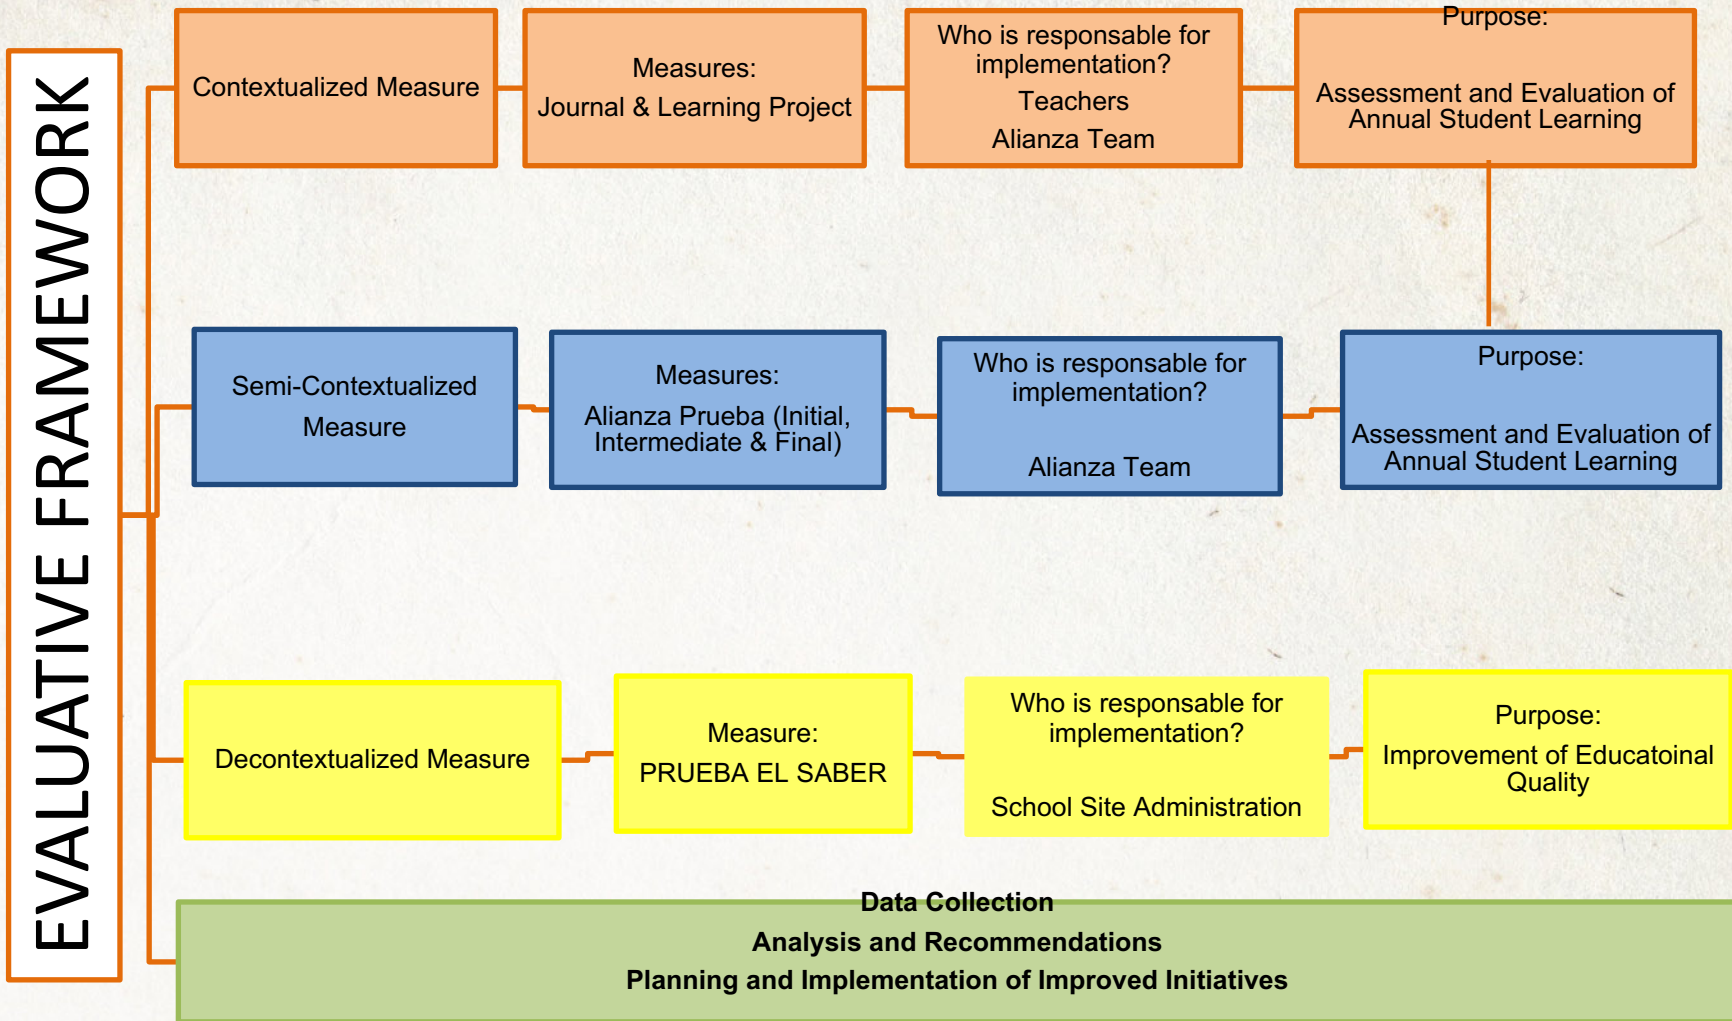 EVALUATIVE FRAMEWORK
Contextualized Measure
Measures:
Journal & Learning Project
Who is responsable for
implementation?
Teachers
Alianza Team
Purpose:
Assessment and Evaluation of
Annual Student Learning
Semi-Contextualized
Measure
Measures:
Alianza Prueba (Initial,
Intermediate & Final)
Who is responsable for
implementation?
Alianza Team
Purpose:
Assessment and Evaluation of
Annual Student Learning
Decontextualized Measure
Measure:
PRUEBA EL SABER
Who is responsable for
implementation?
School Site Administration
Purpose:
Improvement of Educatoinal
Quality
Data Collection
Analysis and Recommendations
Planning and Implementation of Improved Initiatives